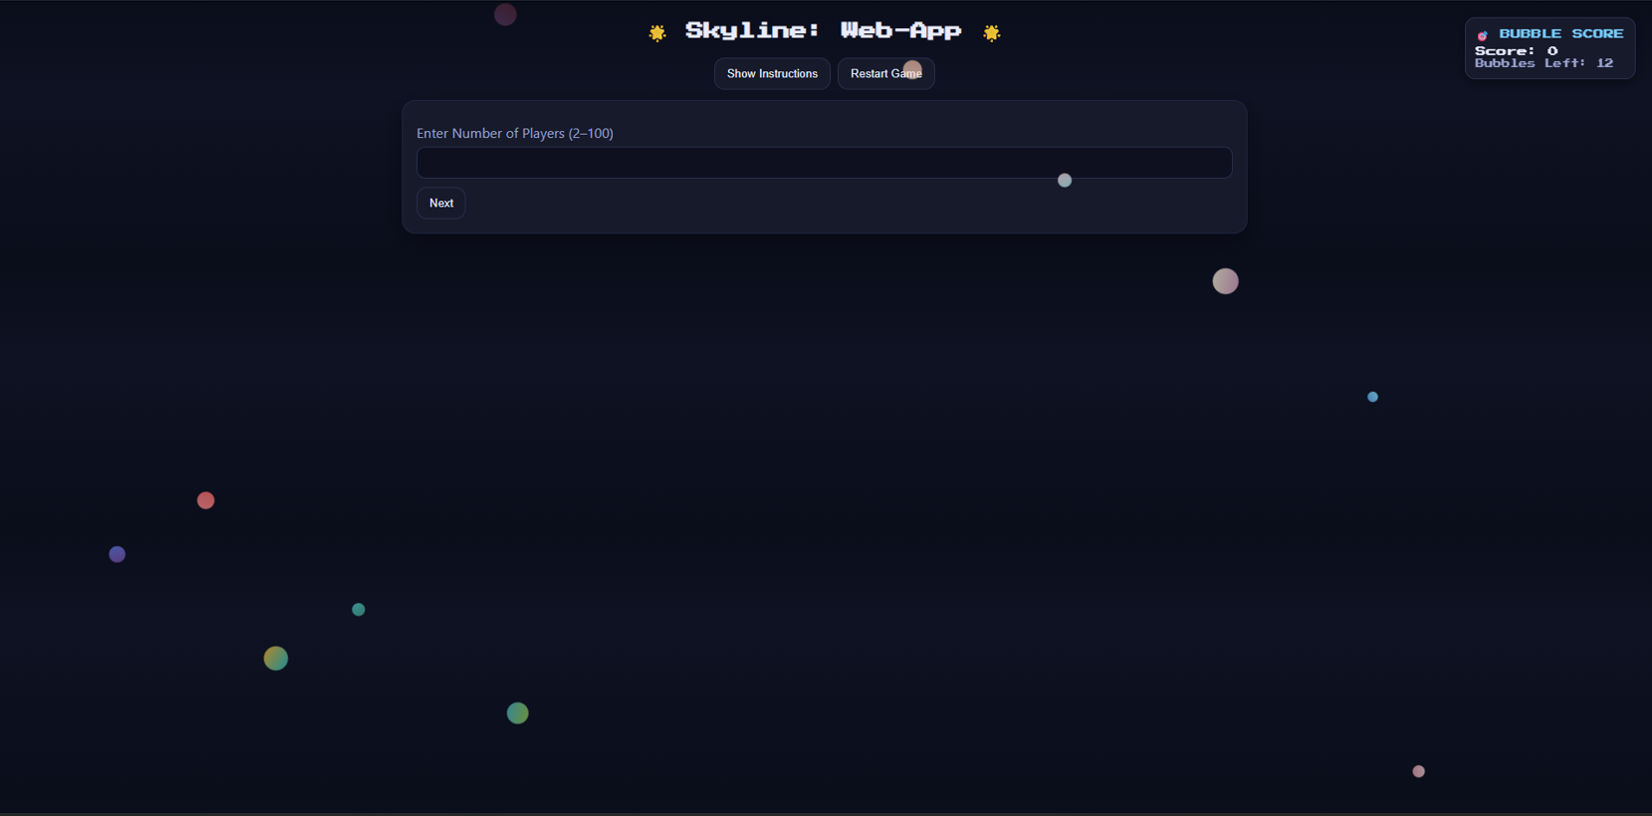 Skyline: Web-App
Show Instructions
Restart Game
BUBBLE SCORE
Score: 0
Bubbles Left: 12
Enter Number of Players (2–100)
Next